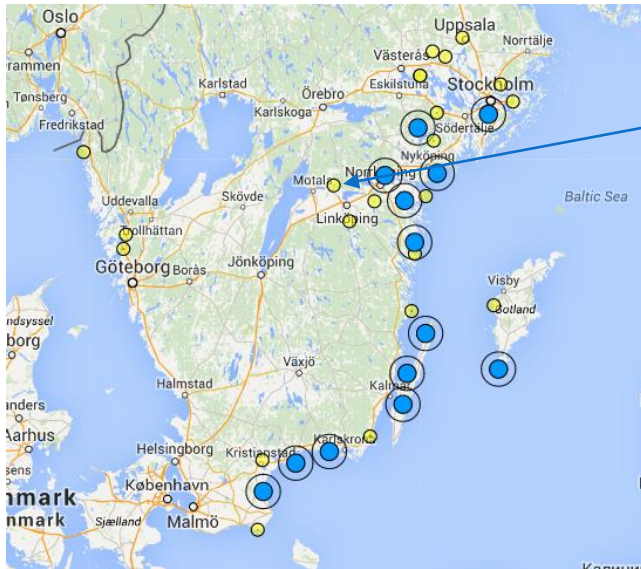 Oslo
Uppsala
Norrtälje
Västerås
rammen
Karlstad
Örebro
Eskilstuna
Stockholm
Tønsberg
Karlskoga
Södertälje
Fredrikstad
Nyköping
Motala
Skövde
Linköping
Uddevalla
Baltic Sea
Trollhättan
Göteborg
Borås
Jönköping
Visby
Gotland
ndsyssel
borg
Växjö
Halmstad
Kalmar
anders
Aarhus
Helsingborg
Kristianstad
sens
København
nmark
nmark
Sjælland
Malmö